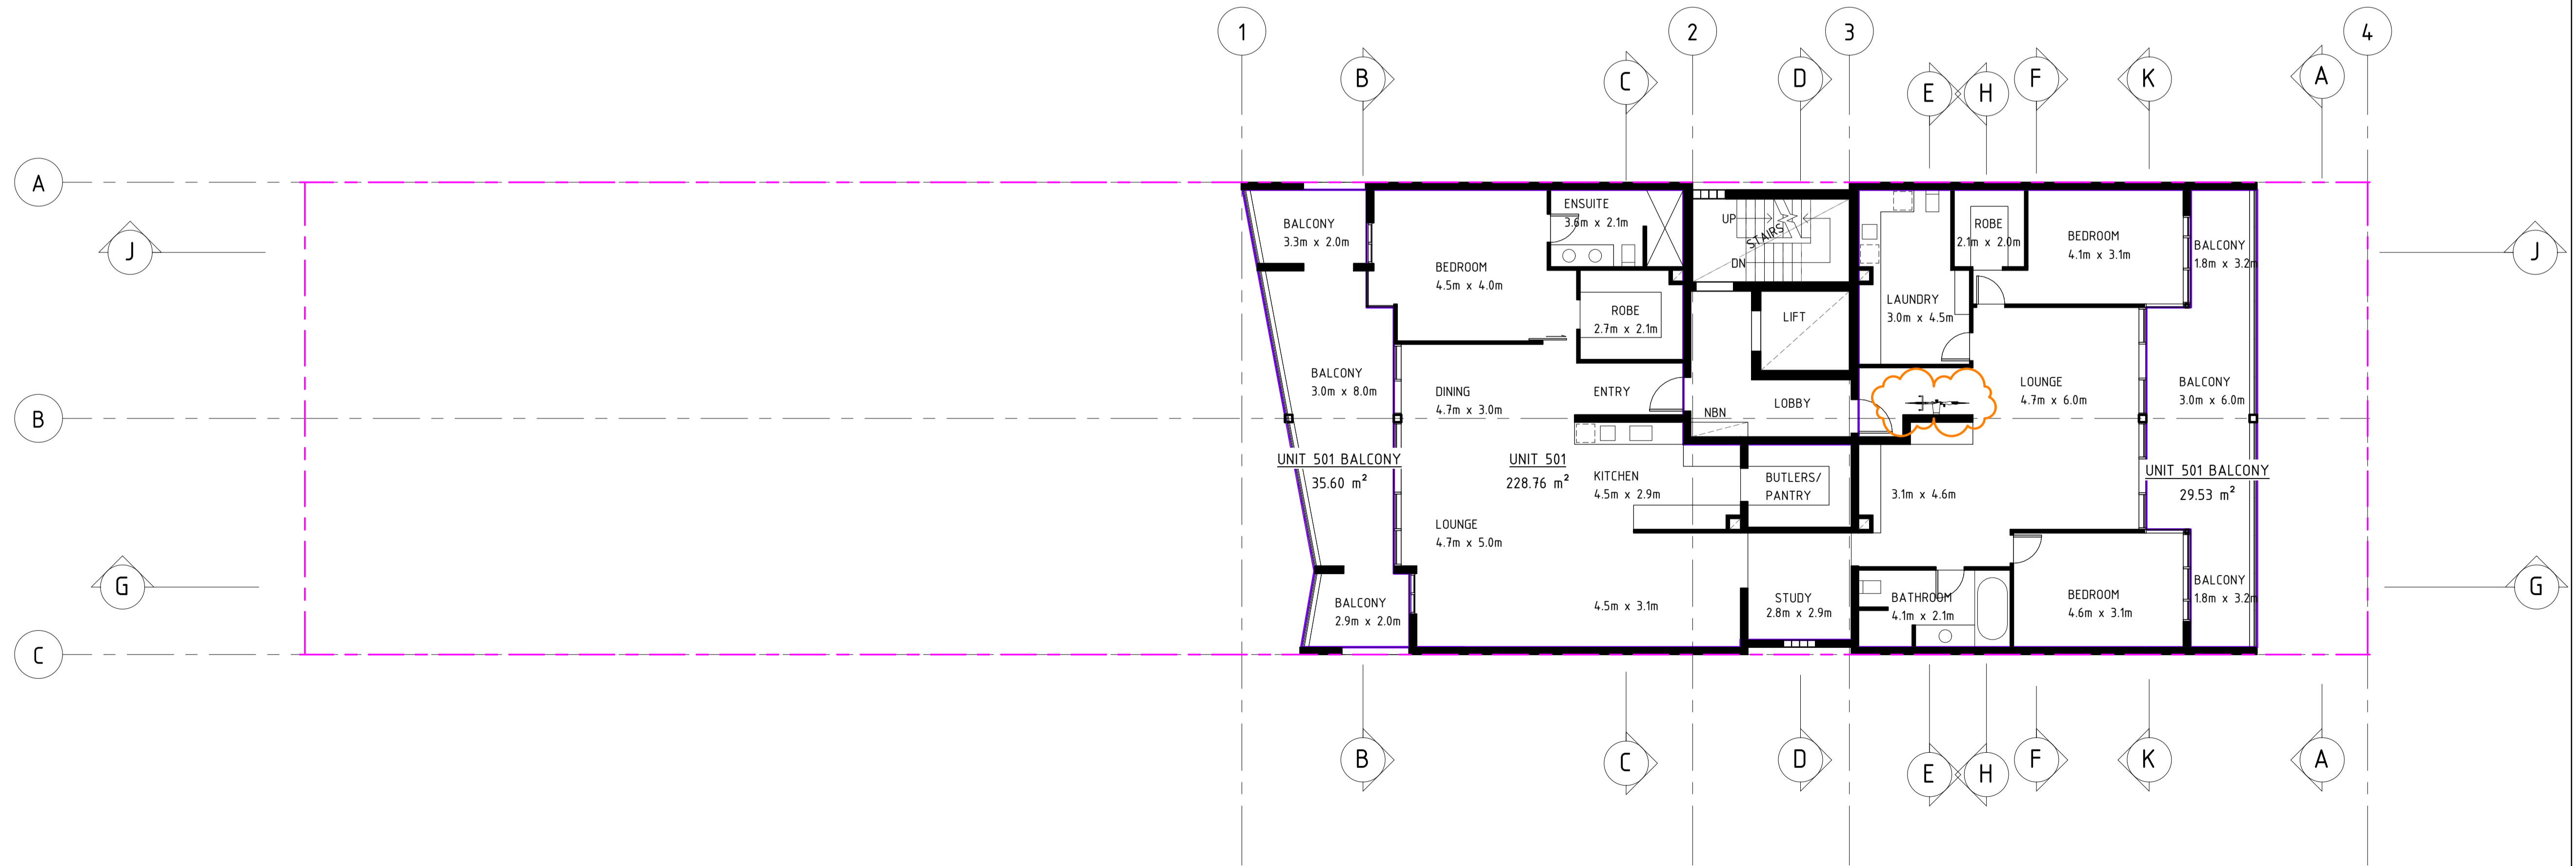 1
2
3
4
B
C
D
E
H
F
K
A
A
J
J
B
G
G
C
BALCONY
3.3m x 2.0m
BEDROOM
4.5m x 4.0m
ENSUITE
3.6m x 2.1m
ROBE
2.7m x 2.1m
UP
STAIRS
DN
LIFT
LAUNDRY
3.0m x 4.5m
ROBE
2.1m x 2.0m
BEDROOM
4.1m x 3.1m
BALCONY
1.8m x 3.2m
BALCONY
3.0m x 8.0m
DINING
4.7m x 3.0m
ENTRY
NBN
LOBBY
LOUNGE
4.7m x 6.0m
BALCONY
3.0m x 6.0m
UNIT 501 BALCONY
35.60 m²
UNIT 501
228.76 m²
KITCHEN
4.5m x 2.9m
BUTLERS/
PANTRY
3.1m x 4.6m
UNIT 501 BALCONY
29.53 m²
LOUNGE
4.7m x 5.0m
BALCONY
2.9m x 2.0m
4.5m x 3.1m
STUDY
2.8m x 2.9m
BATHROOM
4.1m x 2.1m
BEDROOM
4.6m x 3.1m
BALCONY
1.8m x 3.2m
B
C
D
E
H
F
K
A